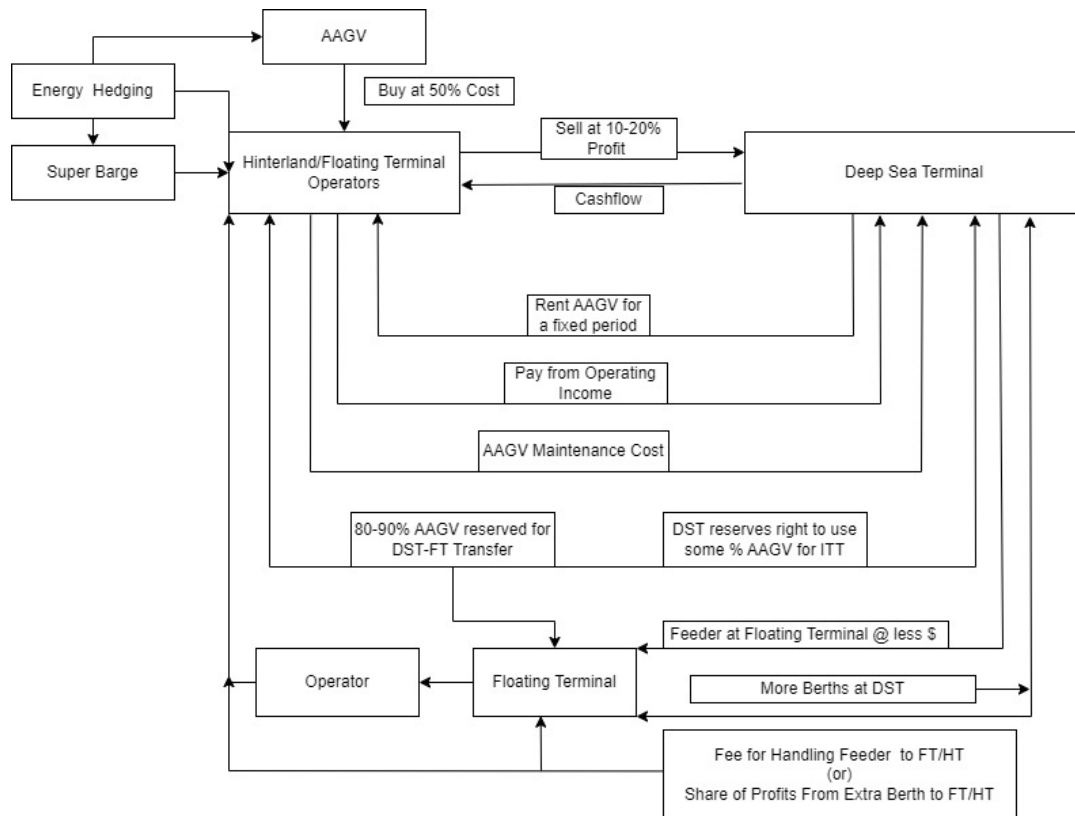 AAGV
Energy Hedging
Buy at 50% Cost
Super Barge
Hinterland/Floating Terminal
Operators
Sell at 10-20%
Profit
Cashflow
Deep Sea Terminal
Rent AAGV for
a fixed period
Pay from Operating
Income
AAGV Maintenance Cost
80-90% AAGV reserved for
DST-FT Transfer
DST reserves right to use
some % AAGV for ITT
Feeder at Floating Terminal @ less $
Operator
Floating Terminal
More Berths at DST
Fee for Handling Feeder to FT/HT
(or)
Share of Profits From Extra Berth to FT/HT